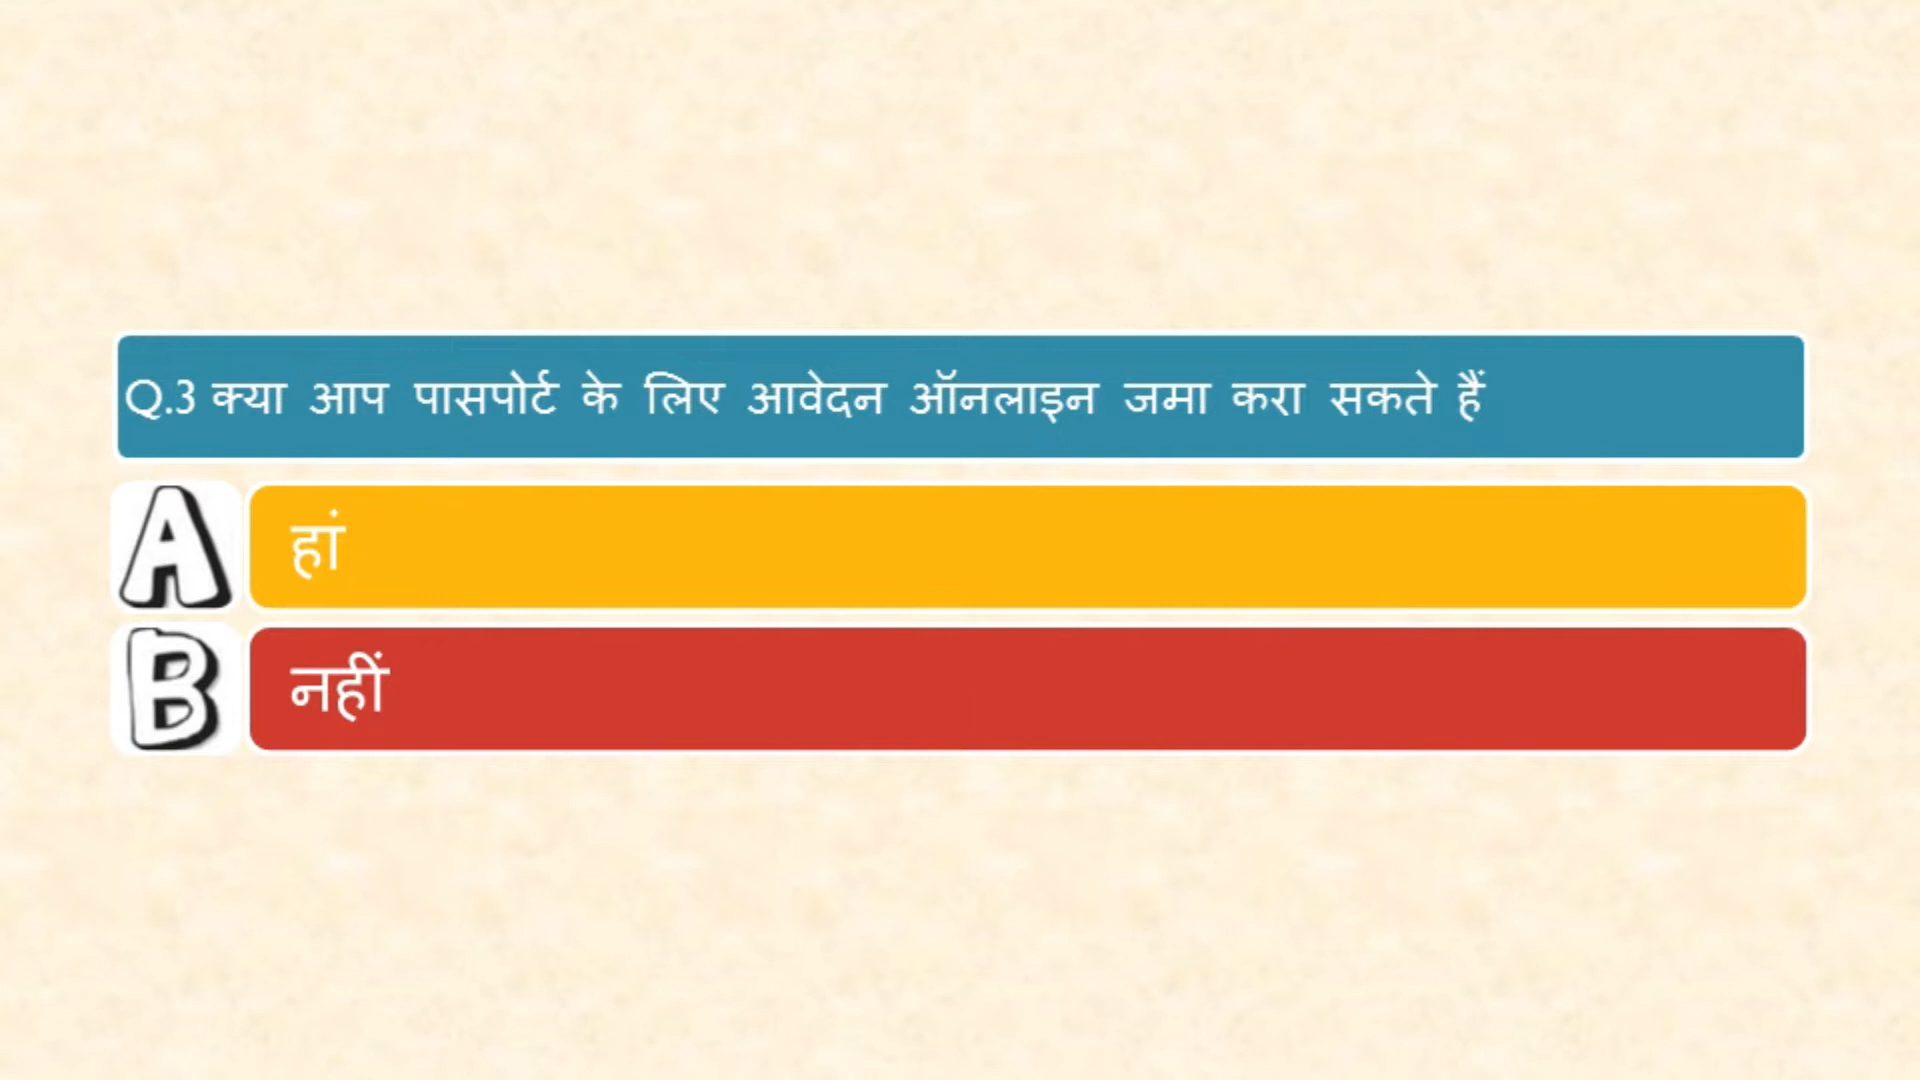 Q.3 क्या आप पासपोर्ट के लिए आवेदन ऑनलाइन जमा करा सकते हैं
A हां
B नहीं